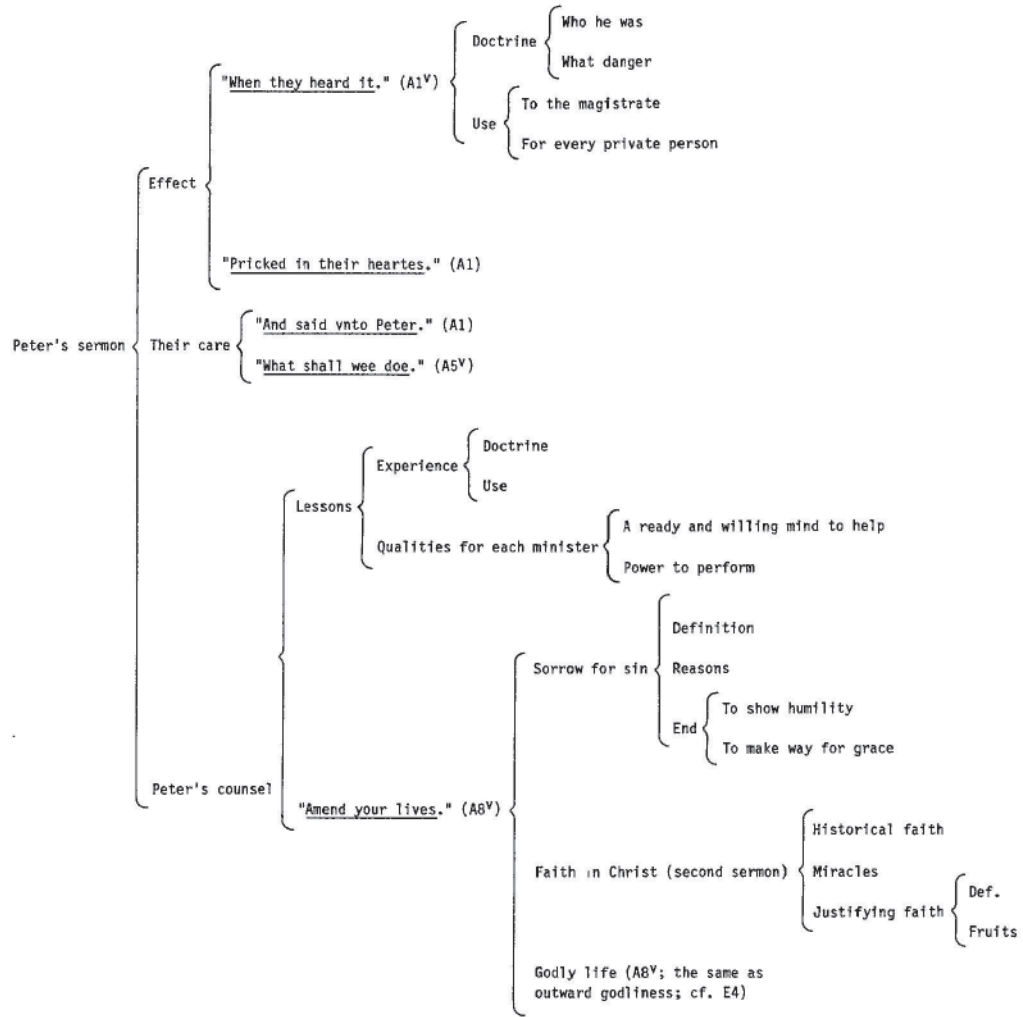 Who he was
Doctrine
What danger
"When they heard it." (A1v)
To the magistrate
Use
For every private person
Effect
"Pricked in their heartes." (A1)
"And said vnto Peter." (A1)
Peter's sermon
Their care
"What shall wee doe." (A5v)
Doctrine
Experience
Use
Lessons
A ready and willing mind to help
Qualities for each minister
Power to perform
Definition
Sorrow for sin
Reasons
To show humility
End
To make way for grace
Peter's counsel
"Amend your lives." (A8v)
Historical faith
Faith in Christ (second sermon)
Miracles
Def.
Justifying faith
Fruits
Godly life (A8v; the same as
outward godliness; cf. E4)